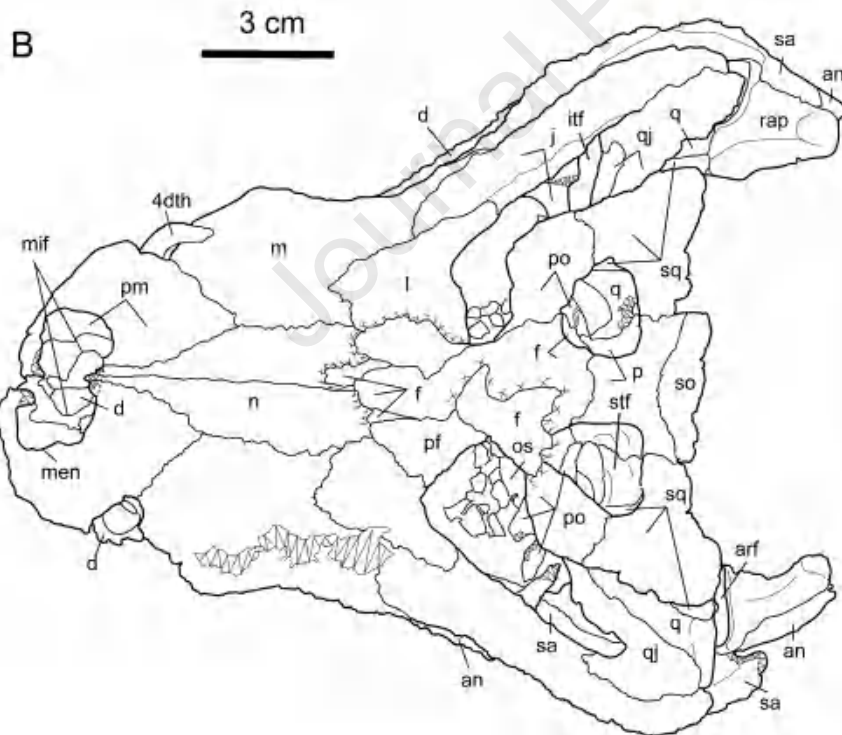 B
3 cm
Journal P
sa
an
d
itf
q
j
qj
rap
4dth
mif
m
pm
l
po
sq
q
f
p
so
f
n
d
f
stf
pf
os
men
po
sq
arf
d
sa
q
an
qj
an
sa